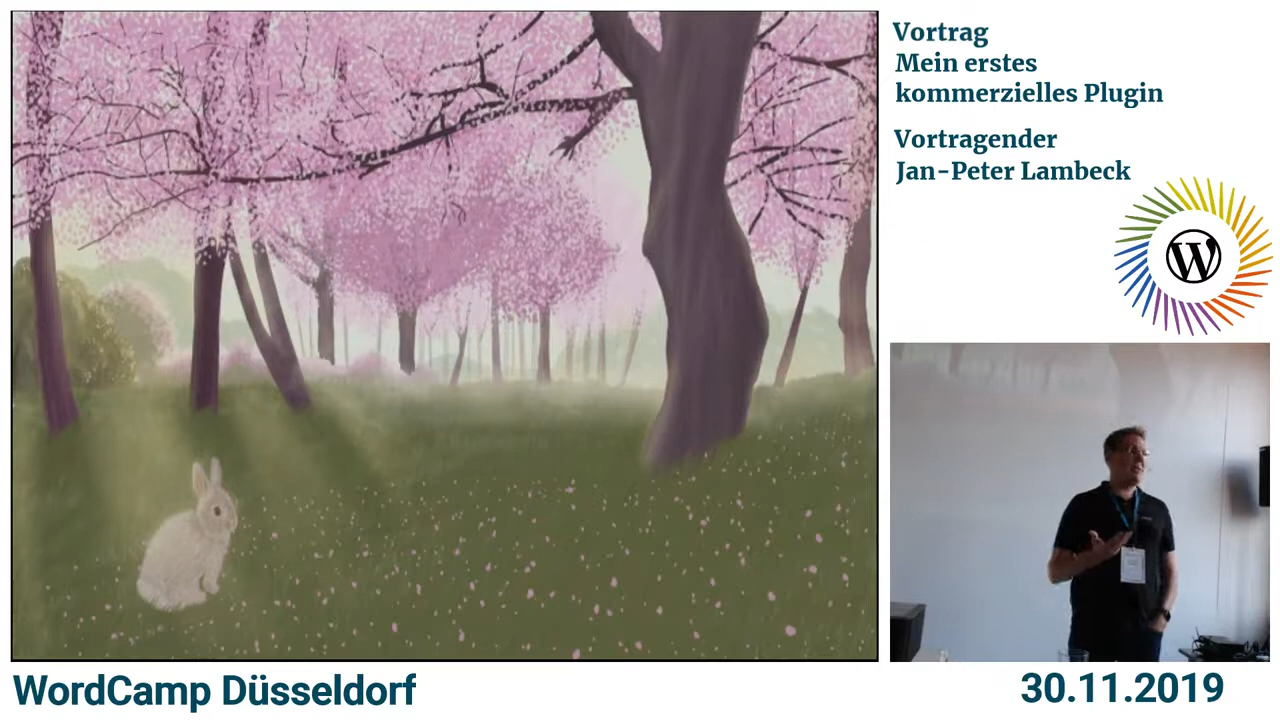 Vortrag
Mein erstes
kommerzielles Plugin
Vortragender
Jan-Peter Lambeck
WordCamp Düsseldorf
30.11.2019